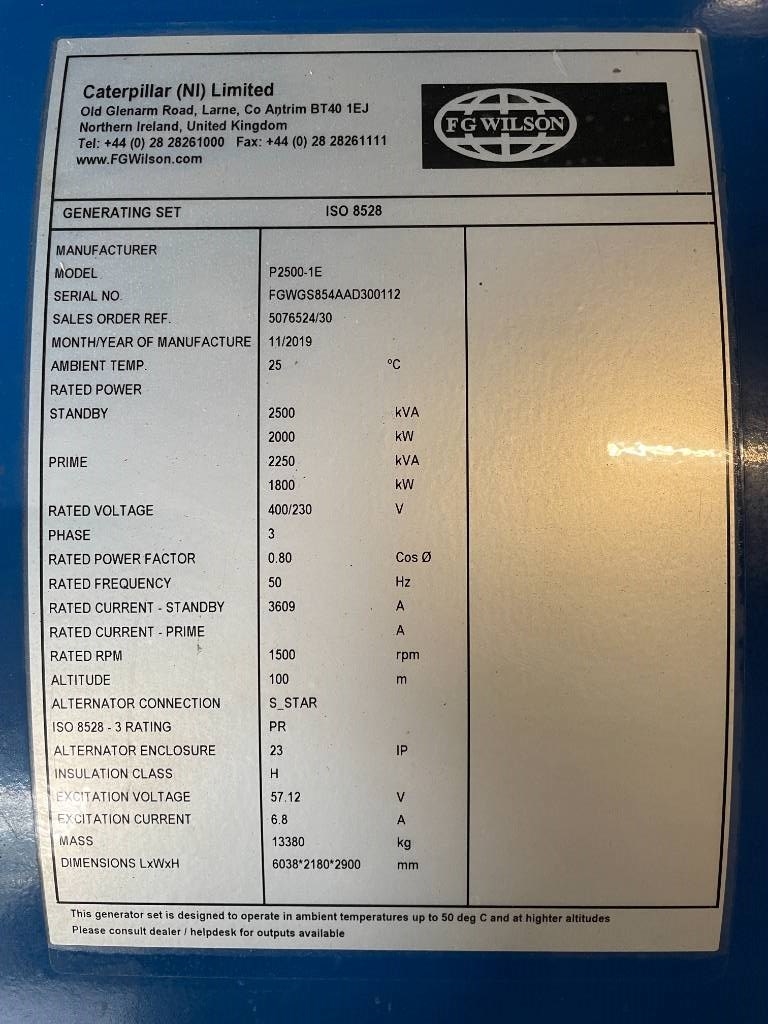 Caterpillar (NI) Limited
Old Glenarm Road, Larne, Co Antrim BT40 1EJ
Northern Ireland, United Kingdom
Tel: +44 (0) 28 28261000 Fax: +44 (0) 28 28261111
www.FGWilson.com
FG WILSON
GENERATING SET ISO 8528
MANUFACTURER
MODEL P2500-1E
SERIAL NO. FGWGS854AAD300112
SALES ORDER REF. 5076524/30
MONTH/YEAR OF MANUFACTURE 11/2019
AMBIENT TEMP. 25 ºC
RATED POWER
STANDBY 2500 kVA
2000 kW
PRIME 2250 kVA
1800 kW
RATED VOLTAGE 400/230 V
PHASE 3
RATED POWER FACTOR 0.80 Cos Ø
RATED FREQUENCY 50 Hz
RATED CURRENT - STANDBY 3609 A
RATED CURRENT - PRIME A
RATED RPM 1500 rpm
ALTITUDE 100 m
ALTERNATOR CONNECTION S_STAR
ISO 8528 - 3 RATING PR
ALTERNATOR ENCLOSURE 23 IP
INSULATION CLASS H
EXCITATION VOLTAGE 57.12 V
EXCITATION CURRENT 6.8 A
MASS 13380 kg
DIMENSIONS LxWxH 6038*2180*2900 mm
This generator set is designed to operate in ambient temperatures up to 50 deg C and at highter altitudes
Please consult dealer / helpdesk for outputs available